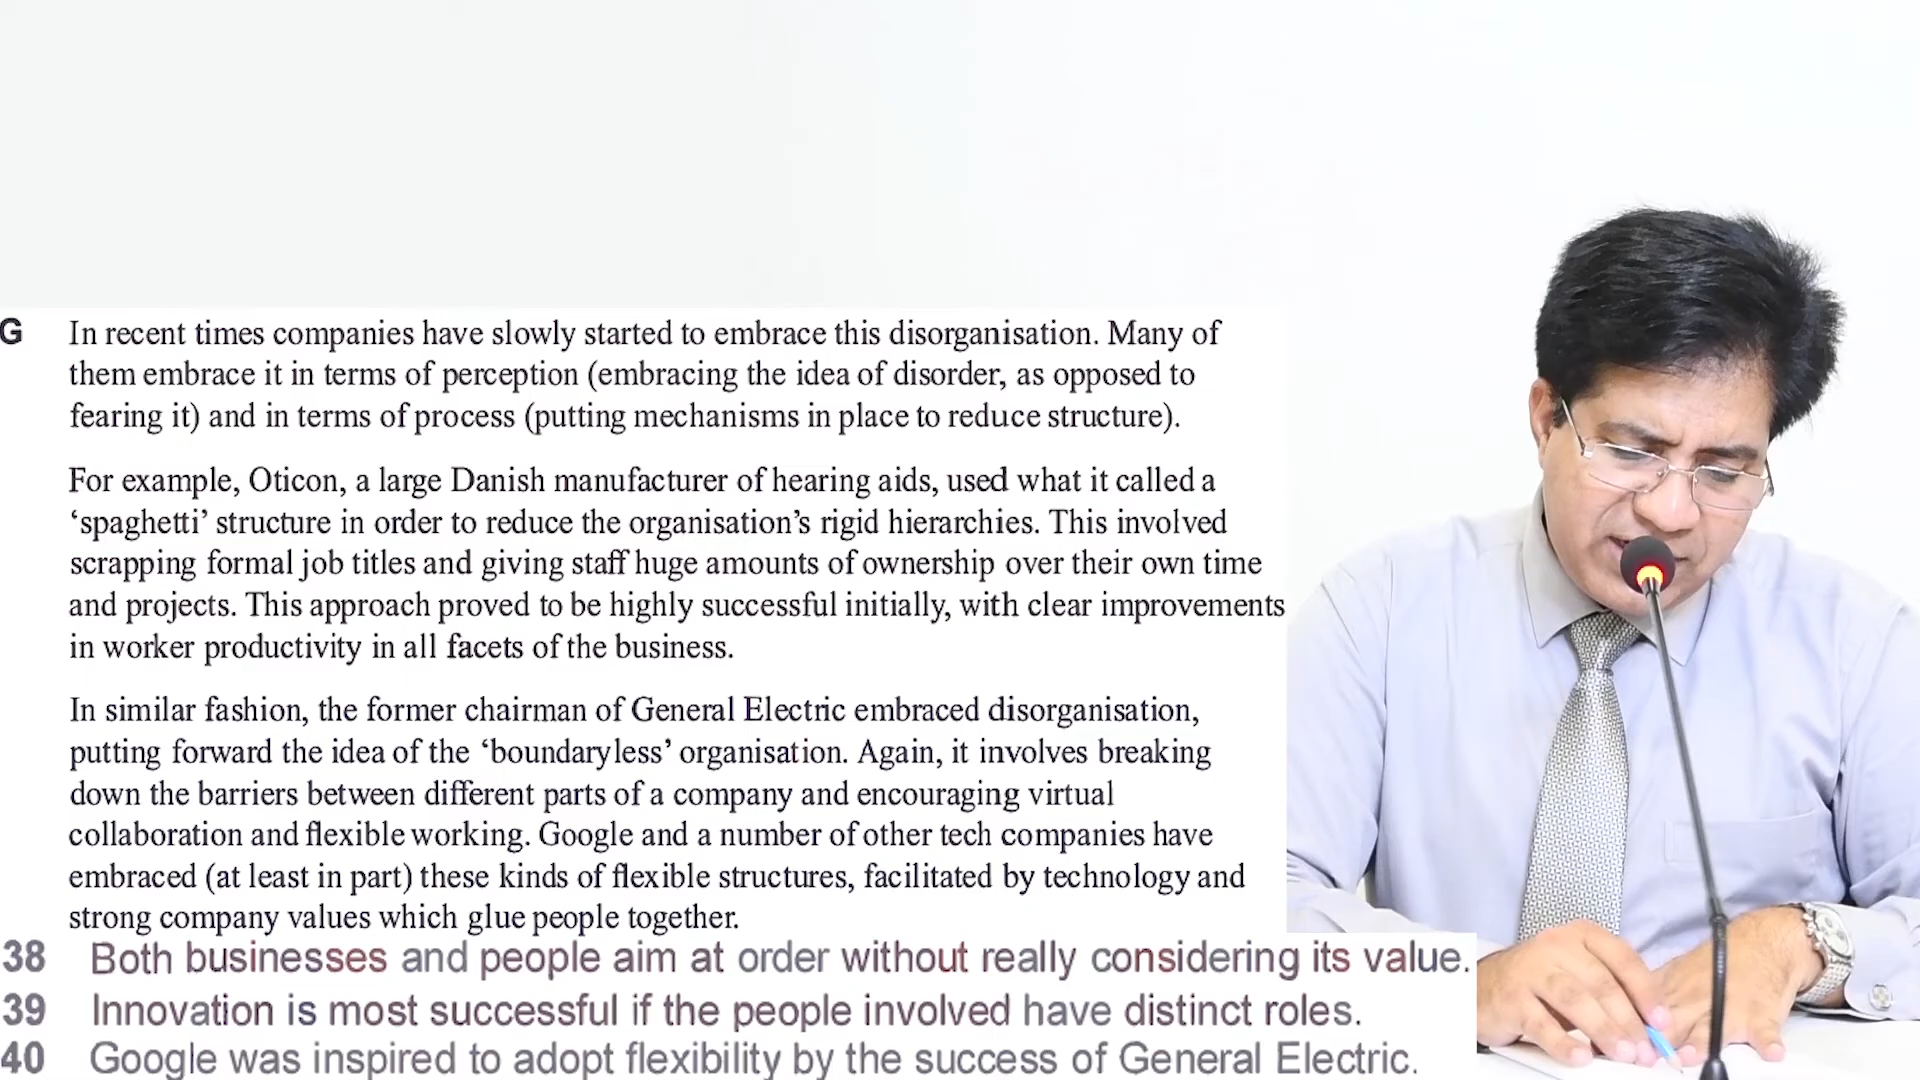 G In recent times companies have slowly started to embrace this disorganisation. Many of
them embrace it in terms of perception (embracing the idea of disorder, as opposed to
fearing it) and in terms of process (putting mechanisms in place to reduce structure).
For example, Oticon, a large Danish manufacturer of hearing aids, used what it called a
‘spaghetti’ structure in order to reduce the organisation’s rigid hierarchies. This involved
scrapping formal job titles and giving staff huge amounts of ownership over their own time
and projects. This approach proved to be highly successful initially, with clear improvements
in worker productivity in all facets of the business.
In similar fashion, the former chairman of General Electric embraced disorganisation,
putting forward the idea of the ‘boundaryless’ organisation. Again, it involves breaking
down the barriers between different parts of a company and encouraging virtual
collaboration and flexible working. Google and a number of other tech companies have
embraced (at least in part) these kinds of flexible structures, facilitated by technology and
strong company values which glue people together.
38 Both businesses and people aim at order without really considering its value.
39 Innovation is most successful if the people involved have distinct roles.
40 Google was inspired to adopt flexibility by the success of General Electric.